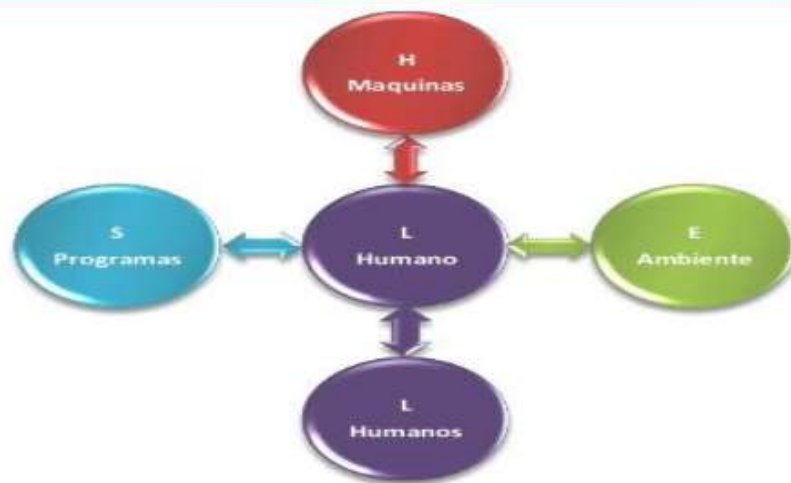 H
Maquinas
S
Programas
L
Humano
E
Ambiente
L
Humanos